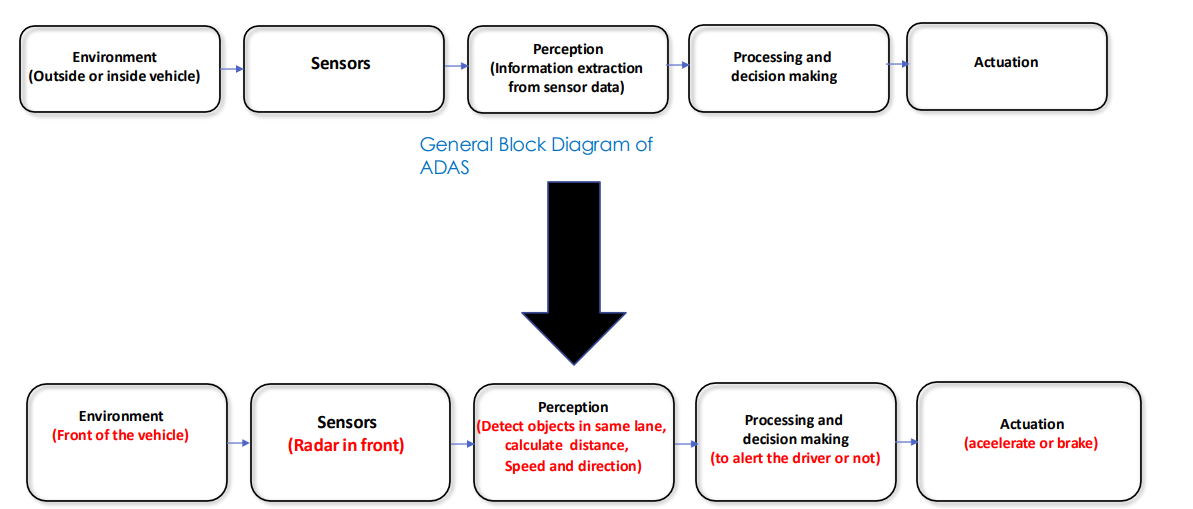 Environment
(Outside or inside vehicle)
Sensors
Perception
(Information extraction
from sensor data)
Processing and
decision making
Actuation
General Block Diagram of
ADAS
Environment
(Front of the vehicle)
Sensors
(Radar in front)
Perception
(Detect objects in same lane,
calculate distance,
Speed and direction)
Processing and
decision making
(to alert the driver or not)
Actuation
(aceelerate or brake)